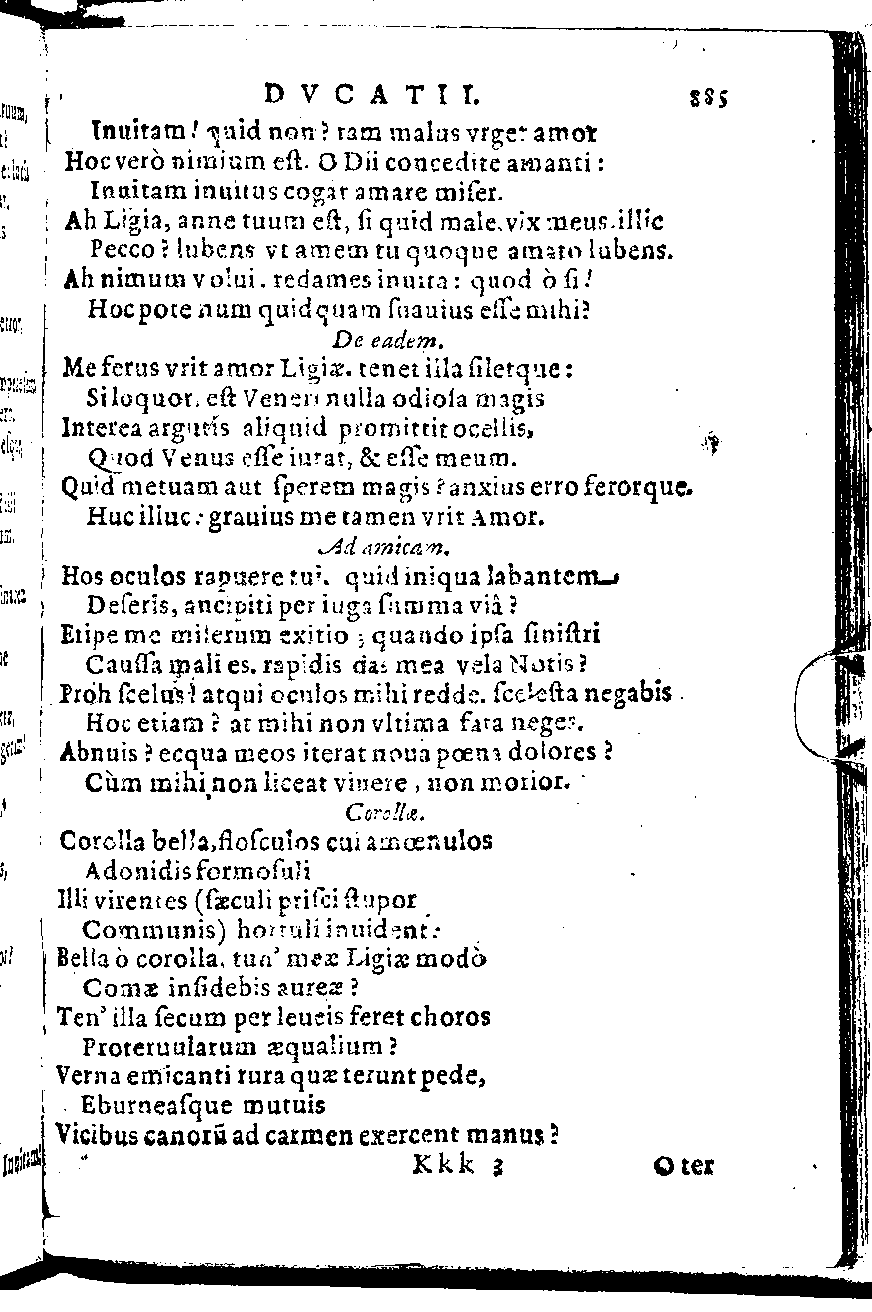 DVCATII. 885
Inuitam! quid non? tam malus vrget amor
Hoc verò nimium eſt. O Dii concedite amanti:
Inuitam inuitus cogar amare miſer.
Ah Ligia, anne tuum eſt, ſi quid male. vix meus illic
Pecco? lubens vt amem tu quoque amato lubens.
Ah nimum volui. redames inuita: quod ò ſi!
Hoc pote num quidquam ſuauius eſſe mihi?
De eadem.
Me ferus vrit amor Ligiæ. tenet illa ſiletque:
Si loquor, eſt Veneri nulla odioſa magis
Interea argutis aliquid promittit ocellis,
Quod Venus eſſe iurat, & eſſe meum.
Quid metuam aut ſperem magis? anxius erro ferorque.
Huc illuc: grauius me tamen vrit Amor.
Ad amicam.
Hos oculos rapuere tui. quid iniqua labantem
Deſeris, ancipiti per iuga ſumma viâ?
Etipe me miſerum exitio; quando ipſa ſiniſtri
Cauſſa mali es. rapidis das mea vela Notis?
Proh ſcelus! atqui oculos mihi redde. ſceleſta negabis
Hoc etiam? at mihi non vltima fata neges.
Abnuis? ecqua meos iterat noua pœna dolores?
Cùm mihi non liceat viuere, non morior.
Corollæ.
Corolla bella, floſculos cui amœnulos
Adonidis formoſuli
Illi virentes (ſæculi priſci ſtupor
Communis) hortuli inuident:
Bella ò corolla, tun' meæ Ligiæ modò
Comæ inſidebis aureæ?
Ten' illa ſecum per leueis feret choros
Proteruularum æqualium?
Verna emicanti rura quæ terunt pede,
Eburneaſque mutuis
Vicibus canorū ad carmen exercent manus?
Kkk 3 O ter